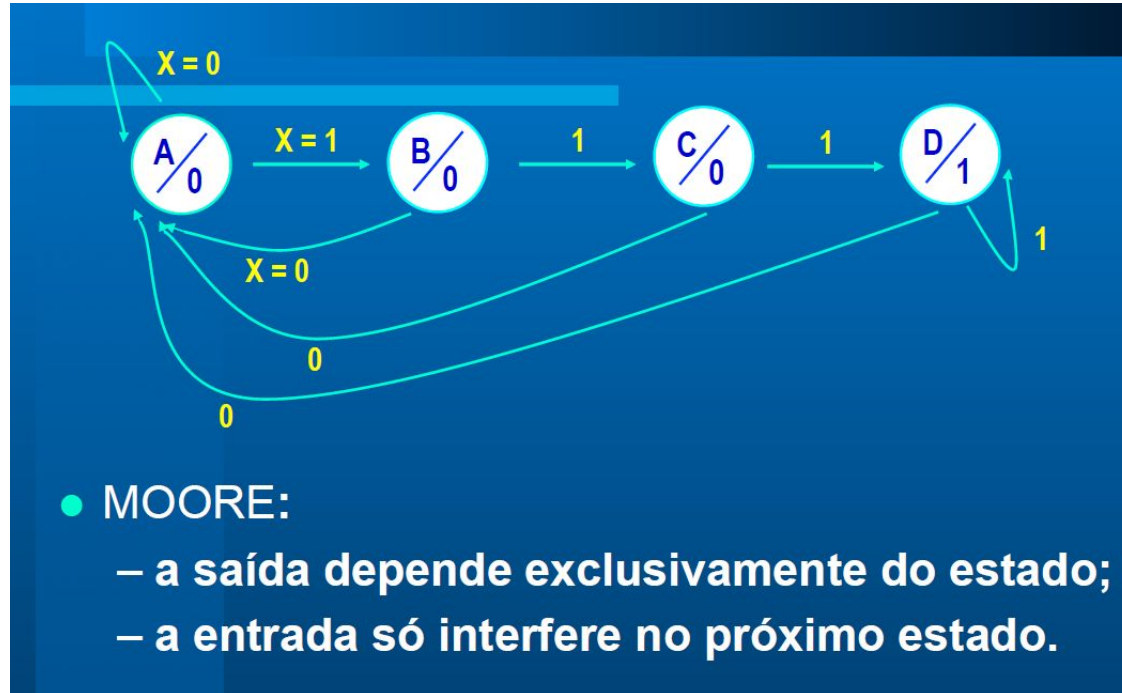 X = 0
A/0
X = 1
B/0
1
C/0
1
D/1
1
X = 0
0
0
● MOORE:
– a saída depende exclusivamente do estado;
– a entrada só interfere no próximo estado.